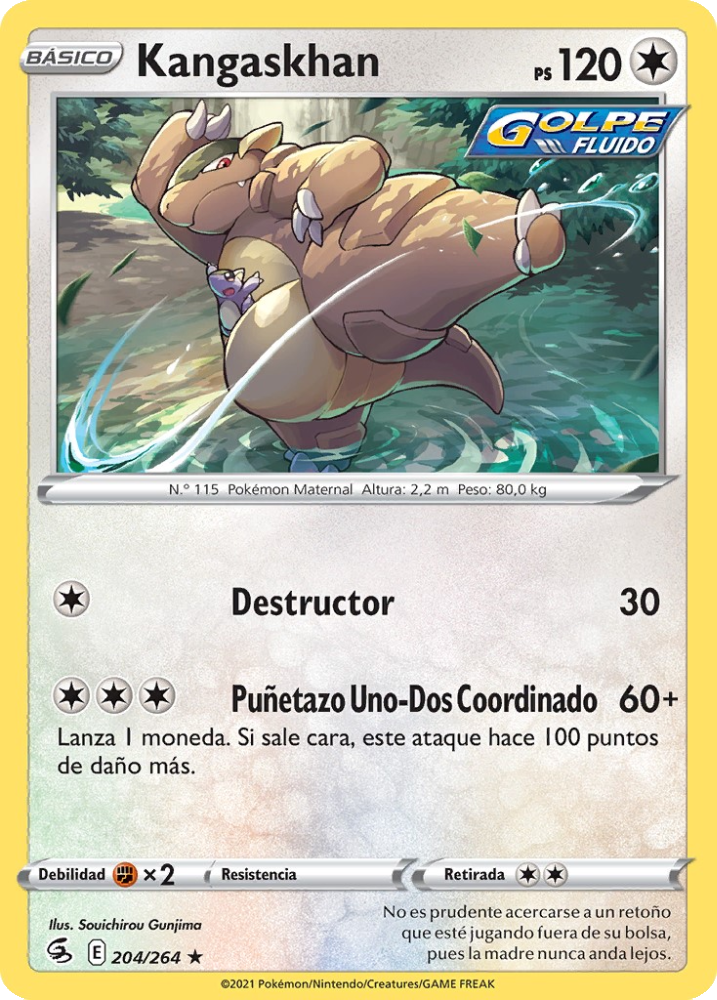 BÁSICO
Kangaskhan
PS 120
GOLPE
FLUIDO
N.º 115 Pokémon Maternal Altura: 2,2 m Peso: 80,0 kg
Destructor 30
Puñetazo Uno-Dos Coordinado 60+
Lanza 1 moneda. Si sale cara, este ataque hace 100 puntos
de daño más.
Debilidad ×2 Resistencia Retirada
Ilus. Souichirou Gunjima
E 204/264 ★
No es prudente acercarse a un retoño
que esté jugando fuera de su bolsa,
pues la madre nunca anda lejos.
©2021 Pokémon/Nintendo/Creatures/GAME FREAK